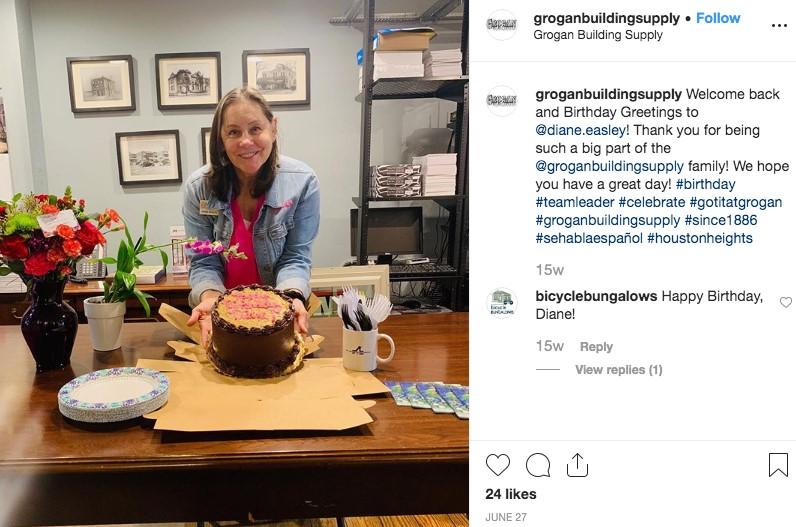 groganbuildingsupply • Follow
Grogan Building Supply
groganbuildingsupply Welcome back
and Birthday Greetings to
@diane.easley! Thank you for being
such a big part of the
@groganbuildingsupply family! We hope
you have a great day! #birthday
#teamleader #celebrate #gotitatgrogan
#groganbuildingsupply #since1886
#sehablaespañol #houstonheights
15w
bicyclebungalows Happy Birthday,
Diane!
15w Reply
View replies (1)
24 likes
JUNE 27